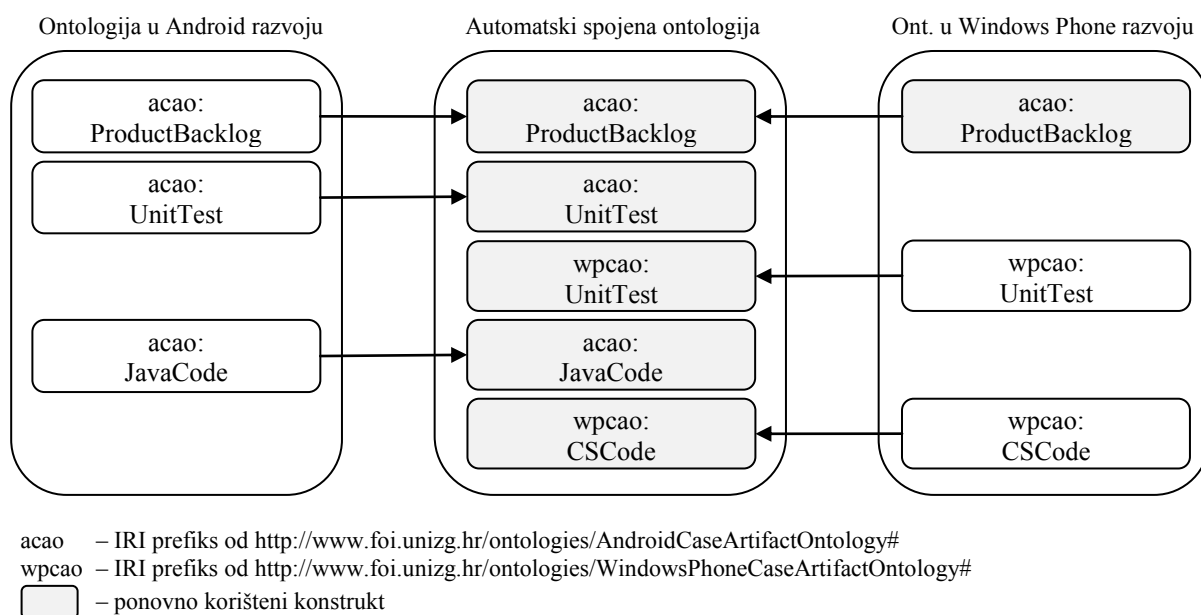 Ontologija u Android razvoju
Automatski spojena ontologija
Ont. u Windows Phone razvoju
acao:
ProductBacklog
acao:
ProductBacklog
acao:
ProductBacklog
acao:
UnitTest
acao:
UnitTest
wpcao:
UnitTest
wpcao:
UnitTest
acao:
JavaCode
acao:
JavaCode
wpcao:
CSCode
wpcao:
CSCode
acao – IRI prefiks od http://www.foi.unizg.hr/ontologies/AndroidCaseArtifactOntology#
wpcao – IRI prefiks od http://www.foi.unizg.hr/ontologies/WindowsPhoneCaseArtifactOntology#
– ponovno korišteni konstrukt